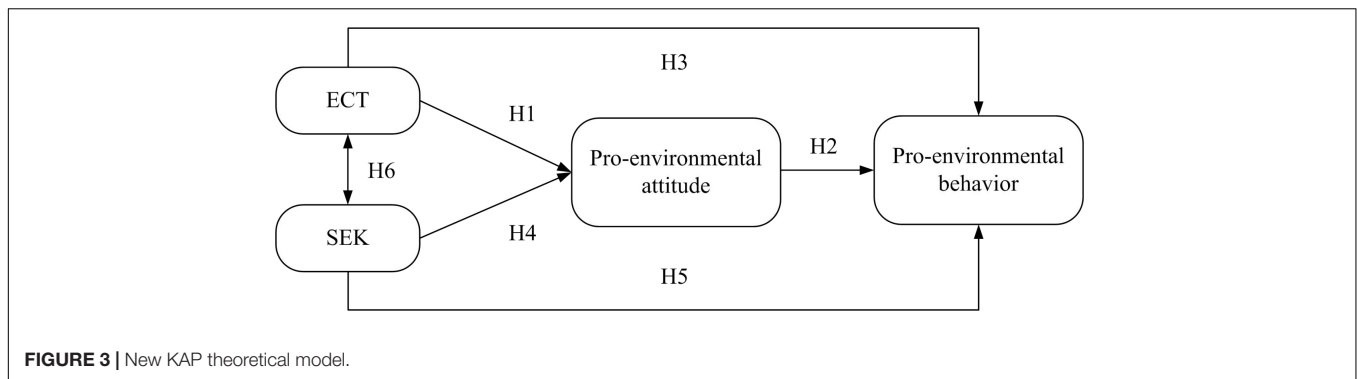 H3
ECT
H1
Pro-environmental
attitude
H2
Pro-environmental
behavior
H6
SEK
H4
H5
FIGURE 3 | New KAP theoretical model.